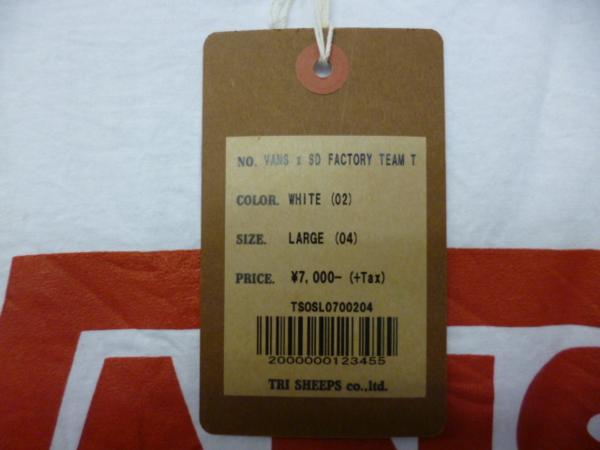 NO. VANS x SD FACTORY TEAM T
COLOR. WHITE (02)
SIZE. LARGE (04)
PRICE. ¥7,000- (+Tax)
TSOSL0700204
2000000123455
TRI SHEEPS co.,ltd.